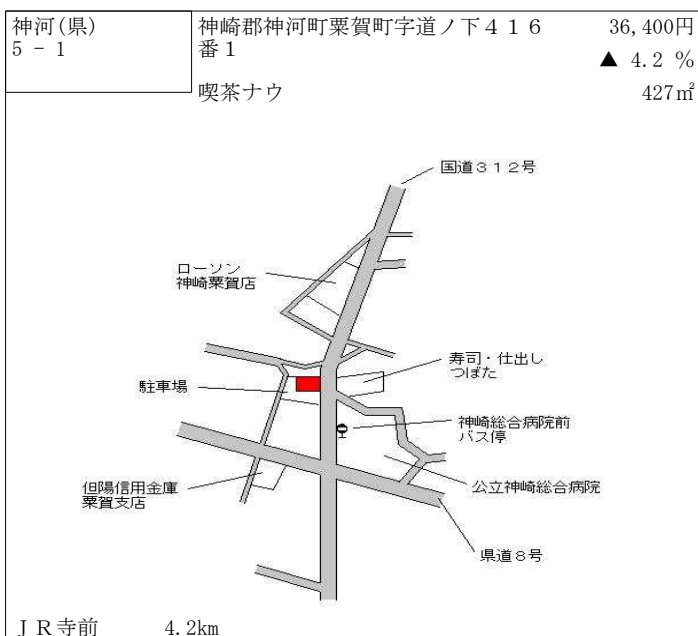 神河(県)
5 - 1
神崎郡神河町粟賀町字道ノ下４１６
番１
36,400円
▲ 4.2 %
喫茶ナウ
427㎡
国道３１２号
ローソン
神崎粟賀店
寿司・仕出し
つばた
駐車場
神崎総合病院前
バス停
但陽信用金庫
粟賀支店
公立神崎総合病院
県道８号
ＪＲ寺前 4.2km